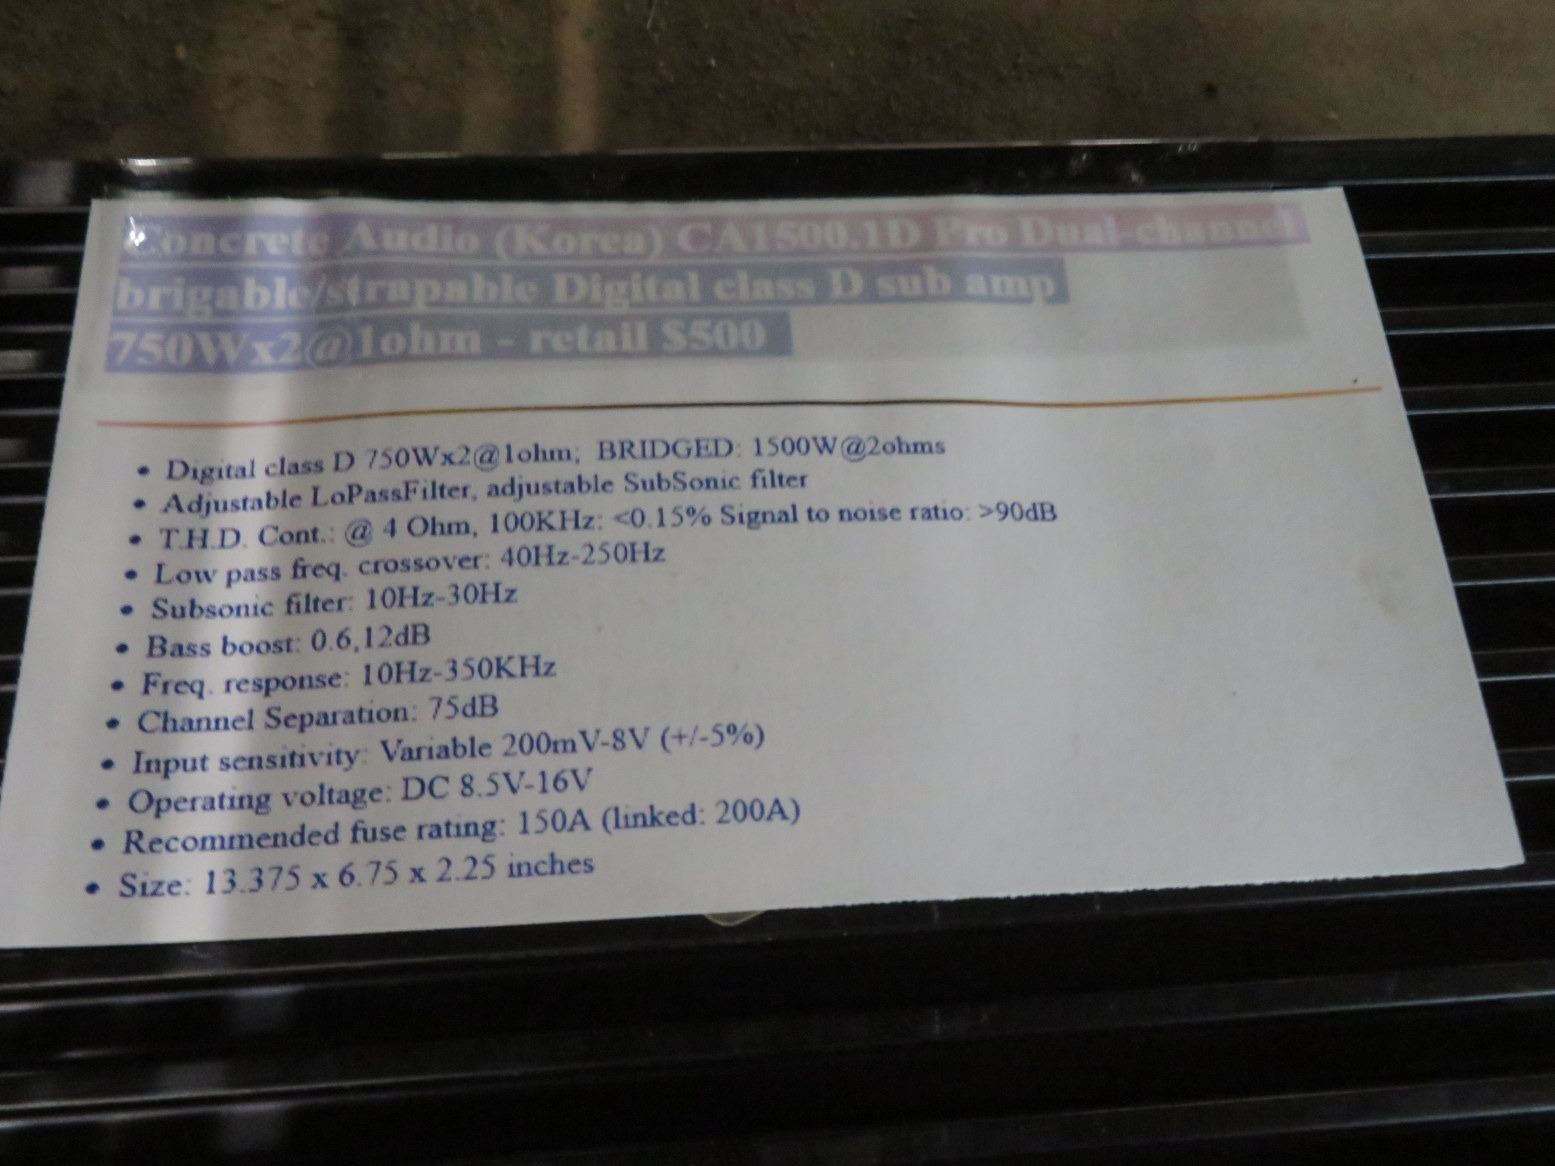 Concrete Audio (Korea) CA1500.1D Pro Dual-channel
brigable/strapable Digital class D sub amp
750Wx2@1ohm - retail $500
• Digital class D 750Wx2@1ohm; BRIDGED: 1500W@2ohms
• Adjustable LoPassFilter, adjustable SubSonic filter
• T.H.D. Cont.: @ 4 Ohm, 100KHz: <0.15% Signal to noise ratio: >90dB
• Low pass freq. crossover: 40Hz-250Hz
• Subsonic filter: 10Hz-30Hz
• Bass boost: 0.6,12dB
• Freq. response: 10Hz-350KHz
• Channel Separation: 75dB
• Input sensitivity: Variable 200mV-8V (+/-5%)
• Operating voltage: DC 8.5V-16V
• Recommended fuse rating: 150A (linked: 200A)
• Size: 13.375 x 6.75 x 2.25 inches